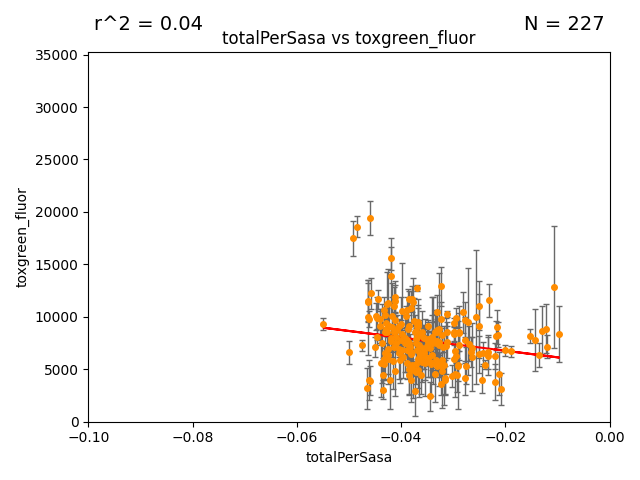 r^2 = 0.04
N = 227
totalPerSasa vs toxgreen_fluor
35000
30000
25000
20000
15000
10000
5000
0
toxgreen_fluor
−0.10
−0.08
−0.06
−0.04
−0.02
0.00
totalPerSasa